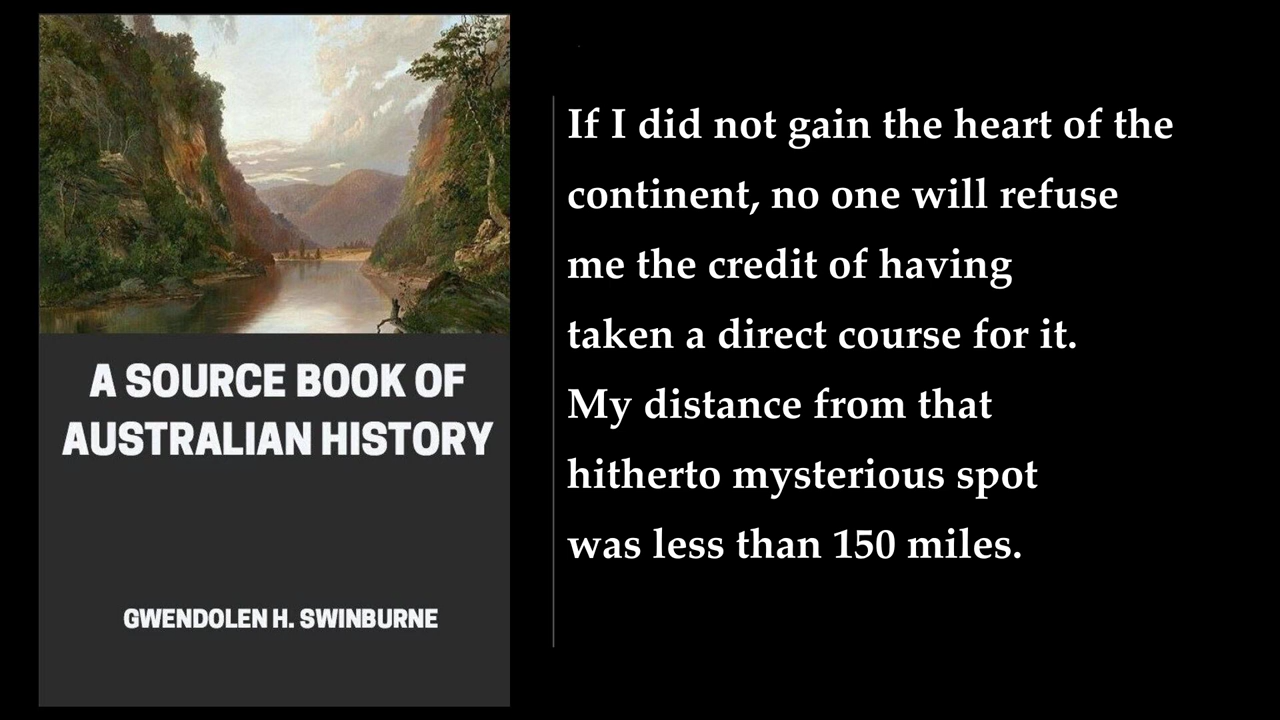 A SOURCE BOOK OF
AUSTRALIAN HISTORY
GWENDOLEN H. SWINBURNE
If I did not gain the heart of the
continent, no one will refuse
me the credit of having
taken a direct course for it.
My distance from that
hitherto mysterious spot
was less than 150 miles.